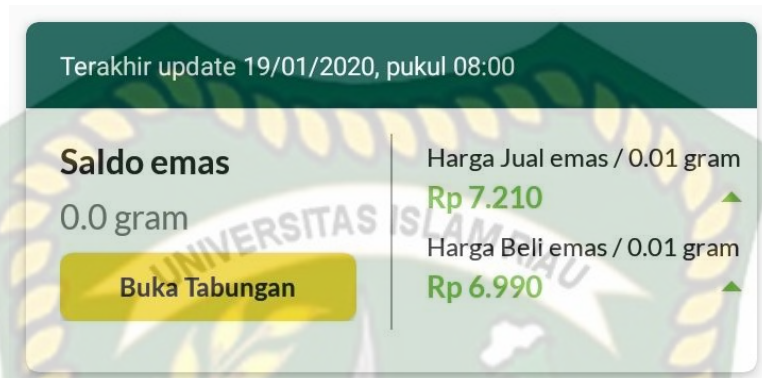 Terakhir update 19/01/2020, pukul 08:00
Saldo emas
0.0 gram
Buka Tabungan
Harga Jual emas / 0.01 gram
Rp 7.210
Harga Beli emas / 0.01 gram
Rp 6.990
UNIVERSITAS ISLAM RIAU